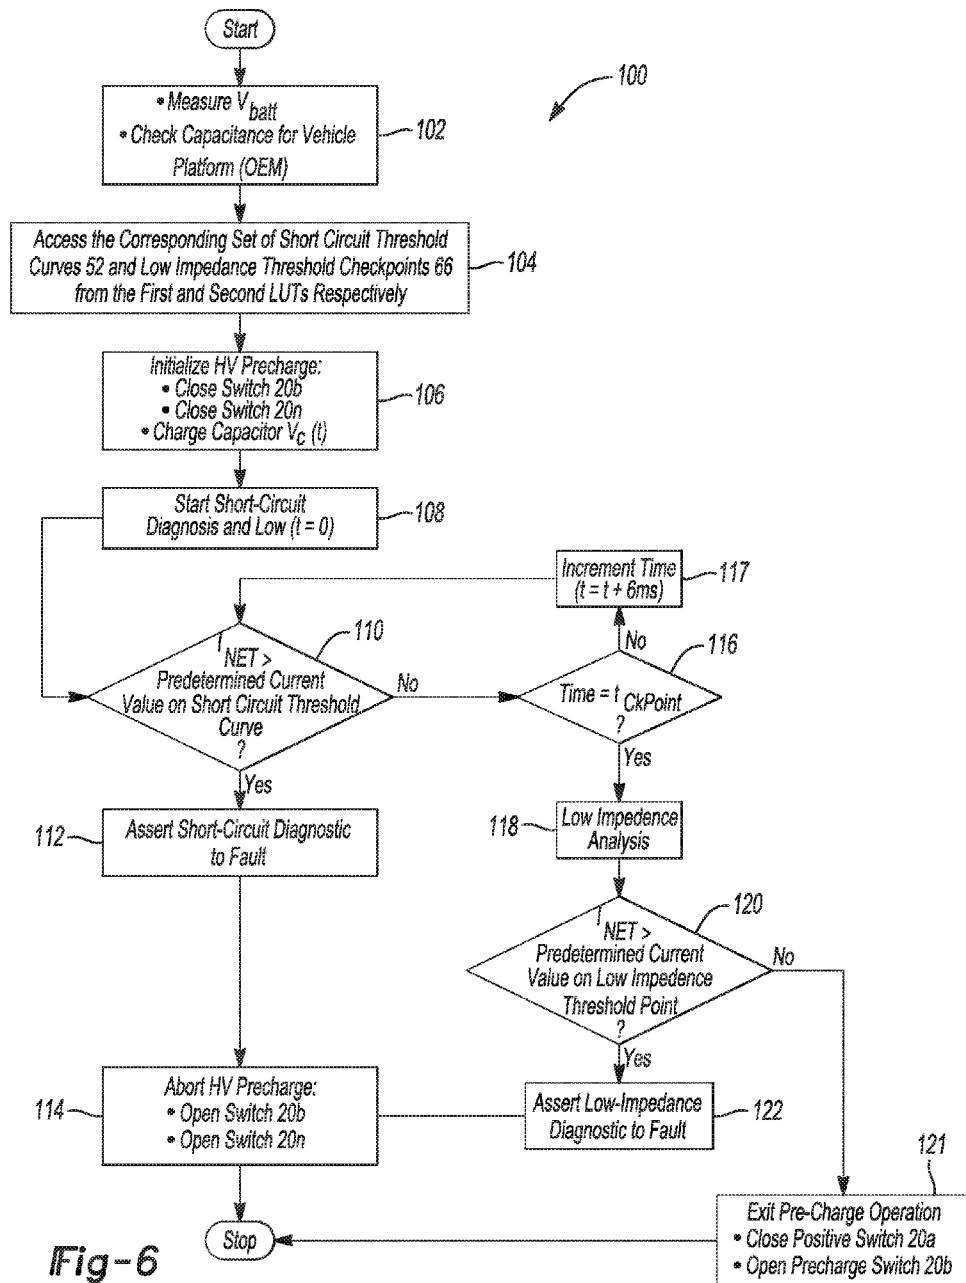 Start
100
• Measure V batt
• Check Capacitance for Vehicle
Platform (OEM)
102
Access the Corresponding Set of Short Circuit Threshold
Curves 52 and Low Impedance Threshold Checkpoints 66
from the First and Second LUTs Respectively
104
Initialize HV Precharge:
• Close Switch 20b
• Close Switch 20n
• Charge Capacitor Vc (t)
106
Start Short-Circuit
Diagnosis and Low (t = 0)
108
Increment Time
(t = t + 6ms)
117
I NET >
Predetermined Current
Value on Short Circuit Threshold
Curve
?
110
No
Yes
Time = t CkPoint
?
116
No
Yes
112
Assert Short-Circuit Diagnostic
to Fault
118
Low Impedence
Analysis
I NET >
Predetermined Current
Value on Low Impedence
Threshold Point
?
120
No
Yes
114
Abort HV Precharge:
• Open Switch 20b
• Open Switch 20n
Assert Low-Impedance
Diagnostic to Fault
122
121
Exit Pre-Charge Operation
• Close Positive Switch 20a
• Open Precharge Switch 20b
Stop
Fig-6